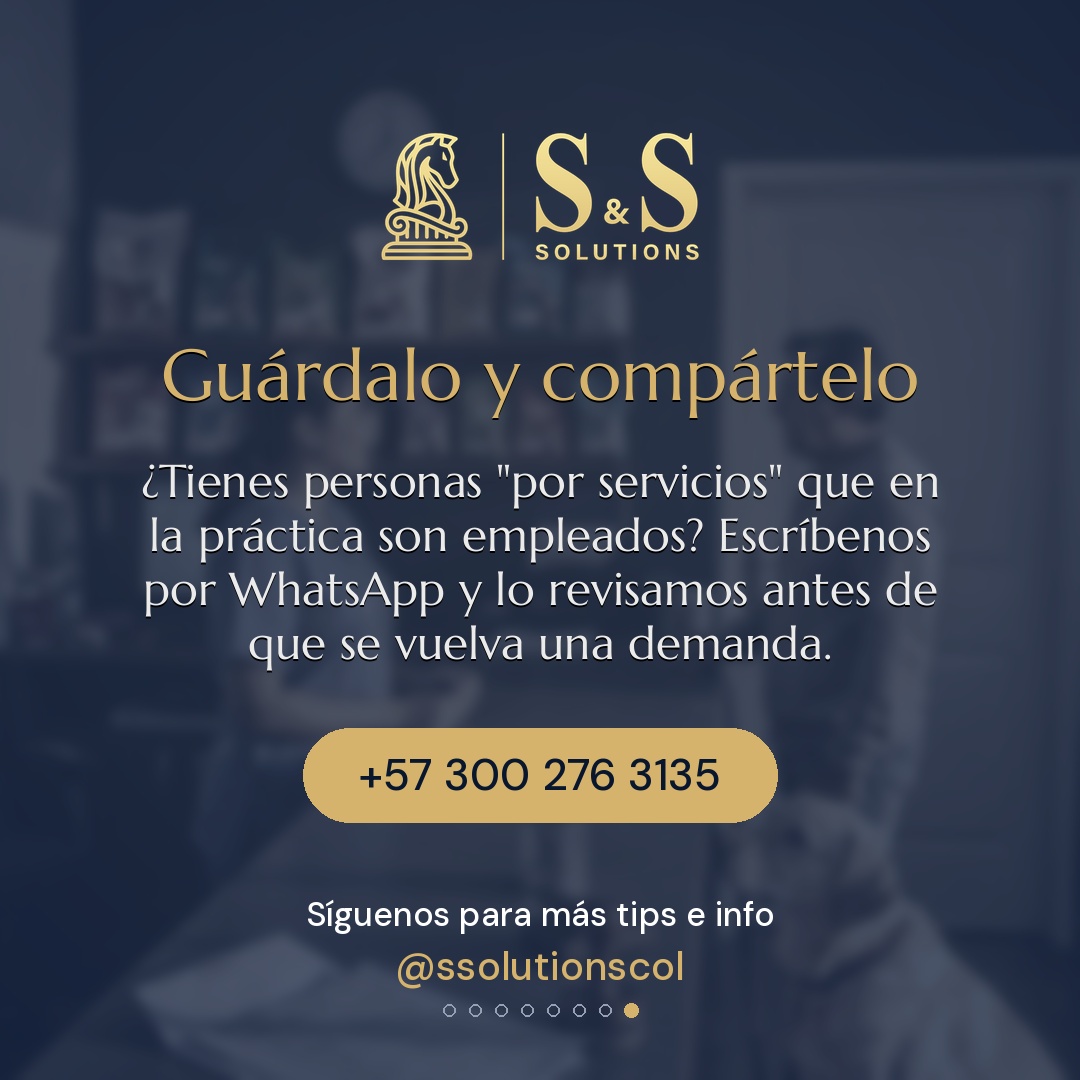 S&S
SOLUTIONS
Guárdalo y compártelo
¿Tienes personas "por servicios" que en
la práctica son empleados? Escríbenos
por WhatsApp y lo revisamos antes de
que se vuelva una demanda.
+57 300 276 3135
Síguenos para más tips e info
@ssolutionscol